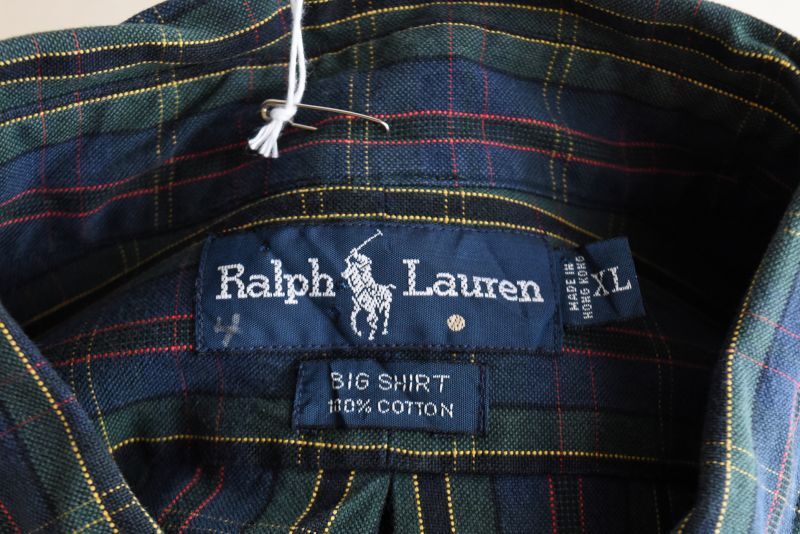 Ralph Lauren
4
MADE IN
HONG KONG
XL
BIG SHIRT
100% COTTON